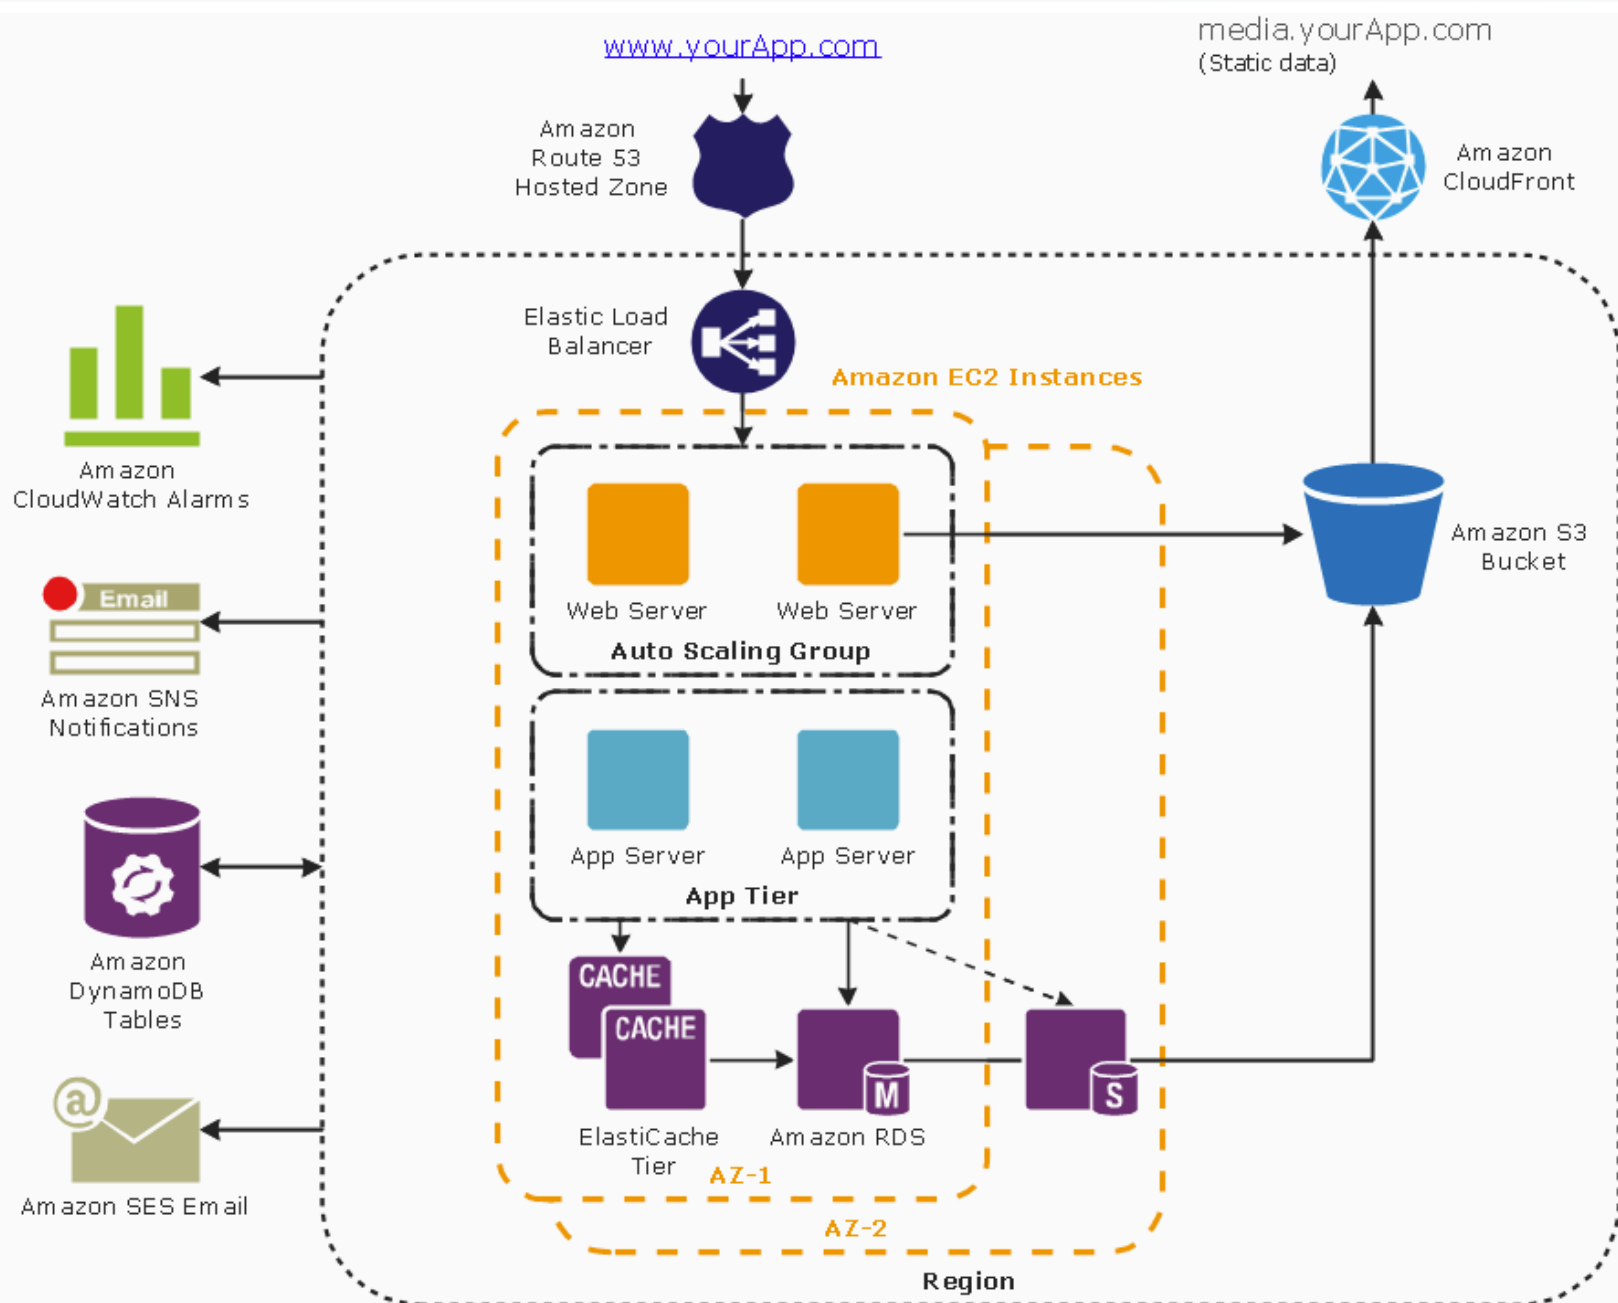 www.yourApp.com
media.yourApp.com
(Static data)
Amazon
Route 53
Hosted Zone
Amazon
CloudFront
Elastic Load
Balancer
Amazon EC2 Instances
Amazon
CloudWatch Alarms
Web Server
Web Server
Auto Scaling Group
Amazon S3
Bucket
Email
Amazon SNS
Notifications
App Server
App Server
App Tier
Amazon
DynamoDB
Tables
CACHE
CACHE
M
S
ElastiCache
Tier
Amazon RDS
AZ-1
@
Amazon SES Email
AZ-2
Region